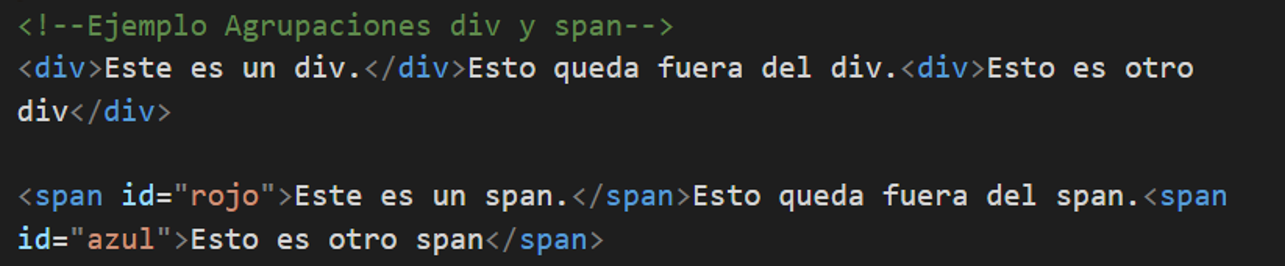 <!--Ejemplo Agrupaciones div y span-->
<div>Este es un div.</div>Esto queda fuera del div.<div>Esto es otro
div</div>
<span id="rojo">Este es un span.</span>Esto queda fuera del span.<span
id="azul">Esto es otro span</span>